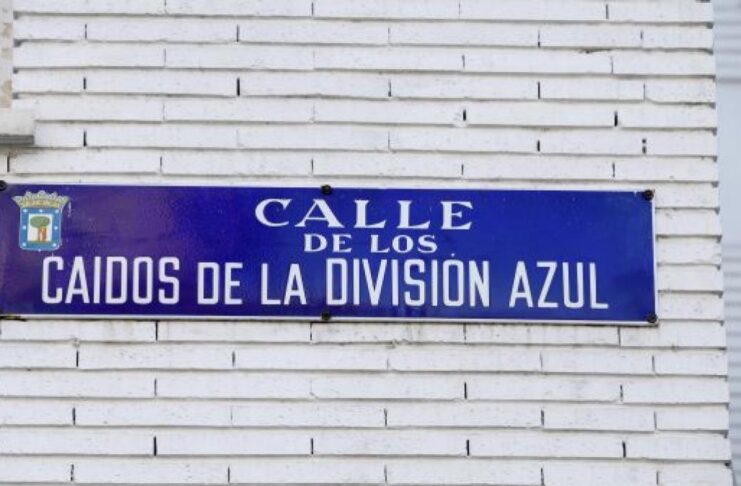 CALLE
DE LOS
CAIDOS DE LA DIVISIÓN AZUL